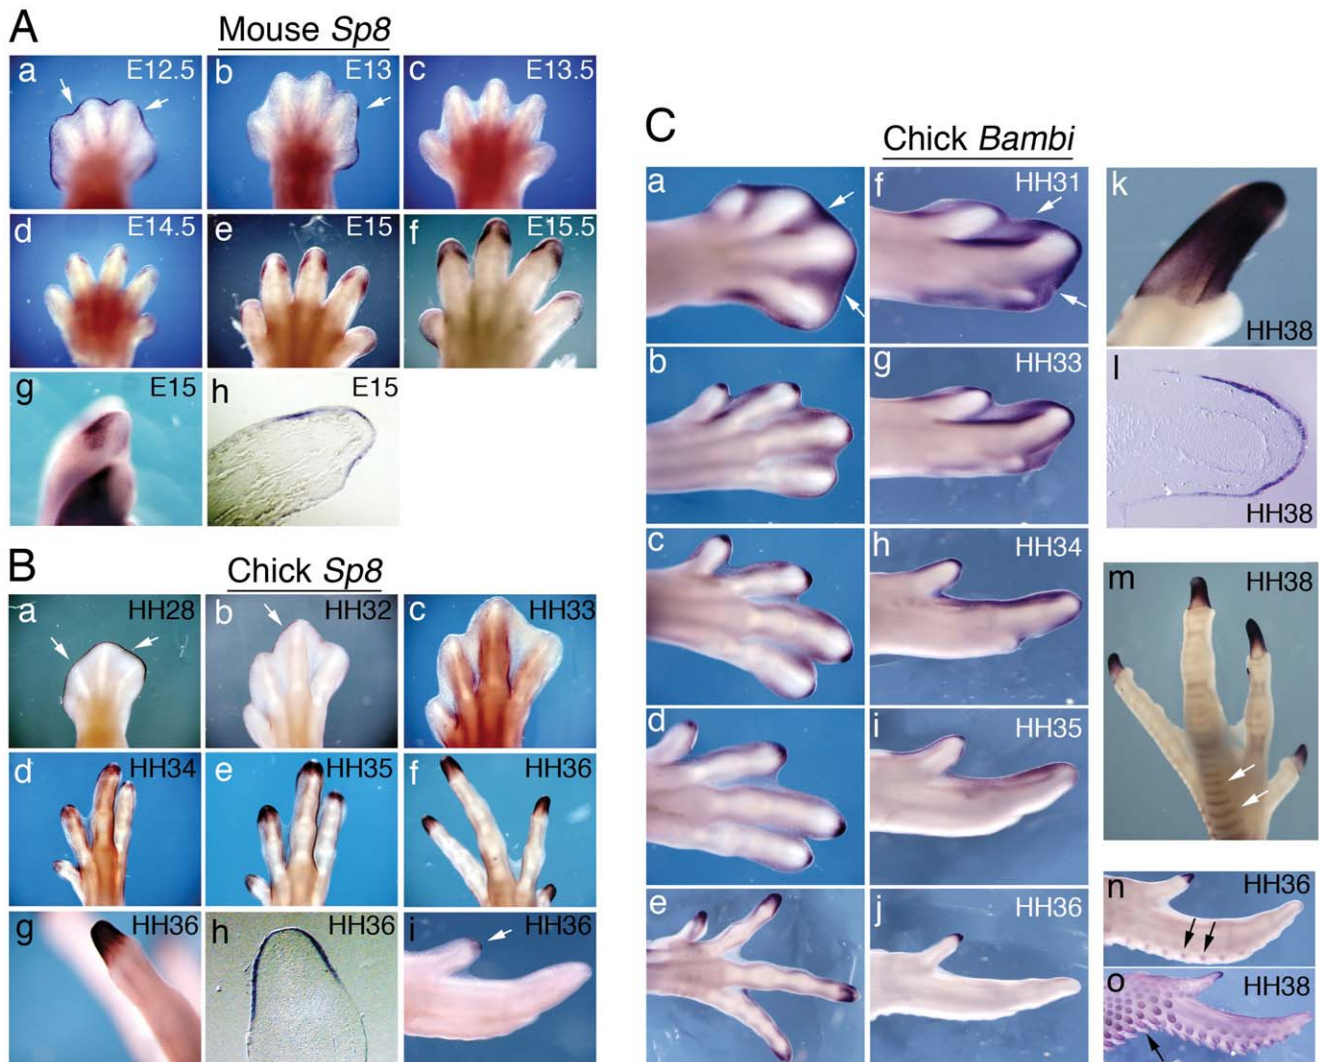 A
Mouse Sp8
a E12.5
b E13
c E13.5
d E14.5
e E15
f E15.5
g E15
h E15
B
Chick Sp8
a HH28
b HH32
c HH33
d HH34
e HH35
f HH36
g HH36
h HH36
i HH36
C
Chick Bambi
a
f HH31
b
g HH33
c
h HH34
d
i HH35
e
j HH36
k HH38
l HH38
m HH38
n HH36
o HH38